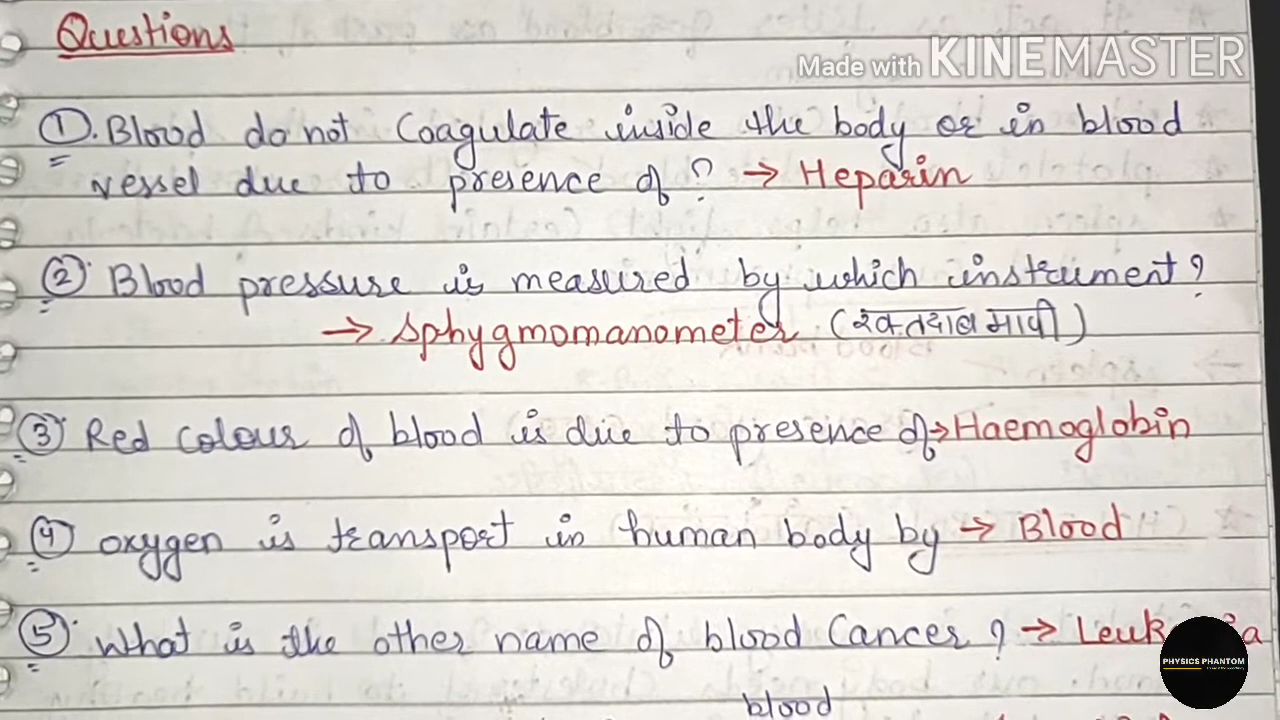 Questions
Made with KINEMASTER
①. Blood do not Coagulate inside the body or in blood
vessel due to presence of? → Heparin
②. Blood pressure is measured by which instrument?
→ Sphygmomanometer (रक्तदाब मापी)
③. Red Colour of blood is due to presence of→ Haemoglobin
④ oxygen is transport in human body by → Blood
⑤. What is the other name of blood Cancer? →
PHYSICS PHANTOM
blood